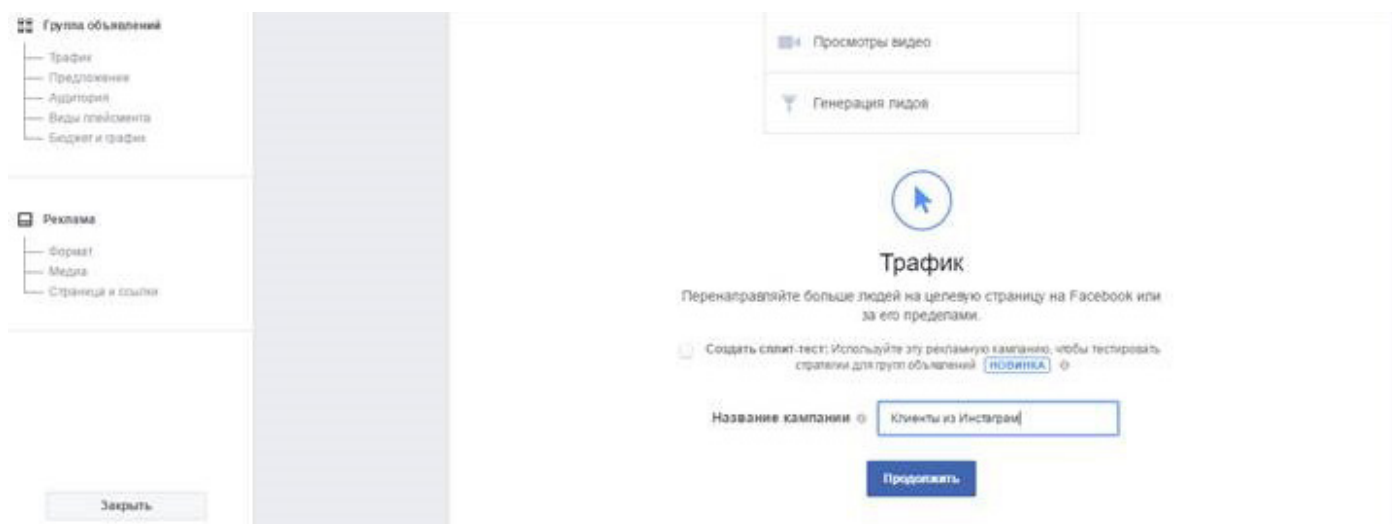 Группа объявлений
Трафик
Предложение
Аудитория
Виды плейсмента
Бюджет и график
Реклама
Формат
Медиа
Страница и ссылки
Закрыть
Просмотры видео
Генерация лидов
Трафик
Перенаправляйте больше людей на целевую страницу на Facebook или
за его пределами.
Создать сплит-тест: Используйте эту рекламную кампанию, чтобы тестировать
стратегии для групп объявлений НОВИНКА
Название кампании
Клиенты из Инстаграм
Продолжить